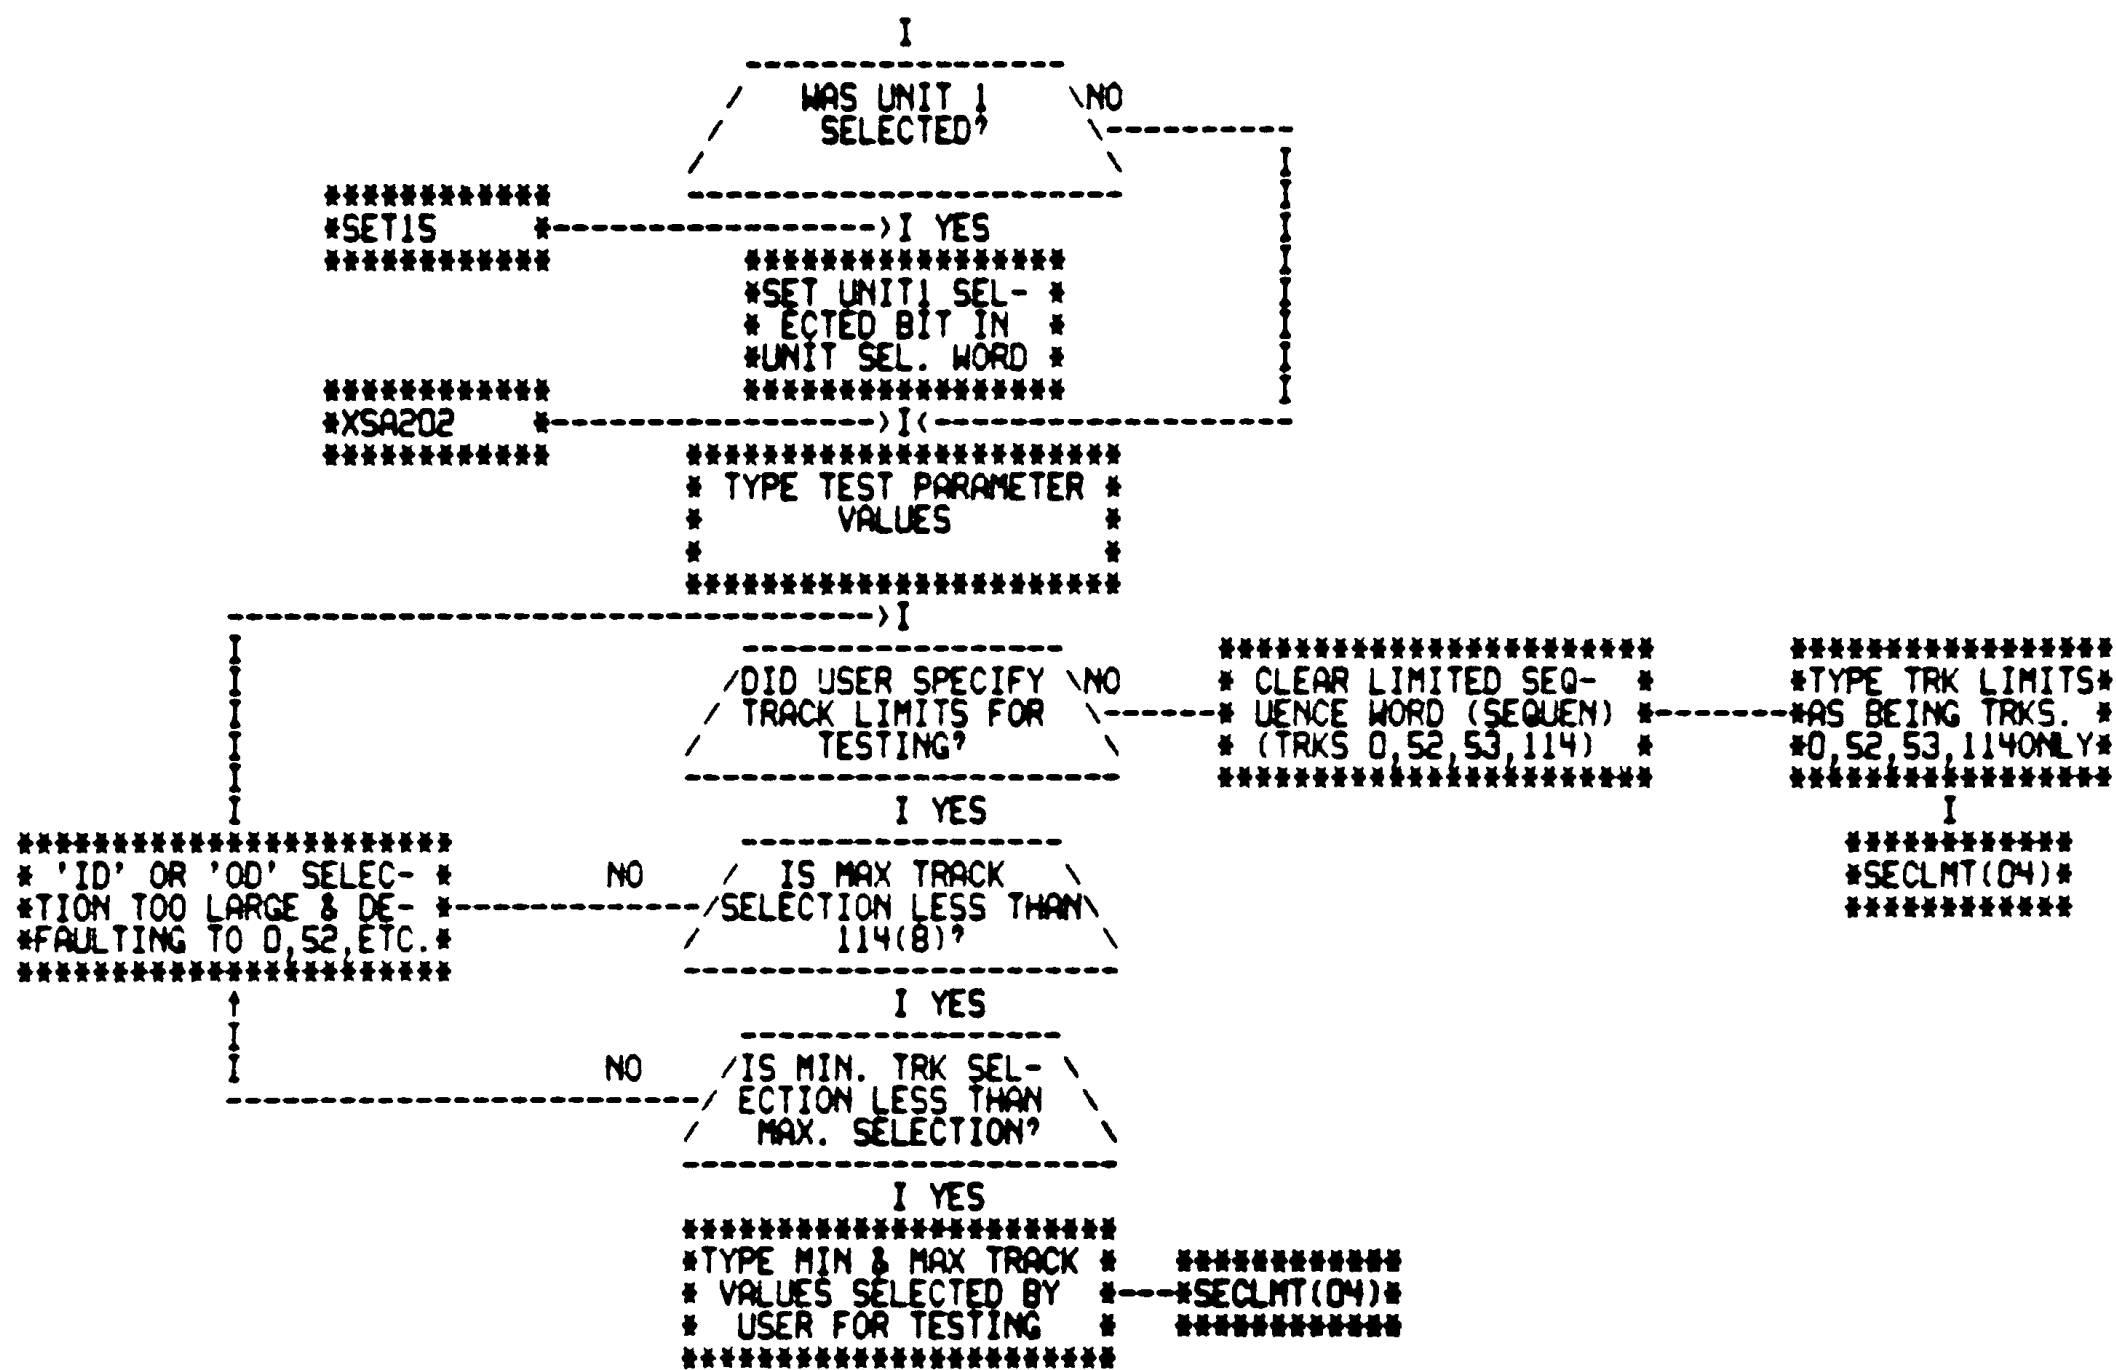 WAS UNIT 1
NO
SELECTED?
SET1S
YES
SET UNIT1 SEL-
ECTED BIT IN
UNIT SEL. WORD
XSA202
TYPE TEST PARAMETER
VALUES
DID USER SPECIFY
TRACK LIMITS FOR
TESTING?
NO
CLEAR LIMITED SEQ-
UENCE WORD (SEQUEN)
(TRKS 0,52,53,114)
TYPE TRK LIMITS
AS BEING TRKS.
0,52,53,114ONLY
SECLMT(04)
YES
IS MAX TRACK
SELECTION LESS THAN
114(8)?
NO
'ID' OR 'OD' SELEC-
TION TOO LARGE & DE-
FAULTING TO 0,52,ETC.
YES
IS MIN. TRK SEL-
ECTION LESS THAN
MAX. SELECTION?
NO
YES
TYPE MIN & MAX TRACK
VALUES SELECTED BY
USER FOR TESTING
SECLMT(04)